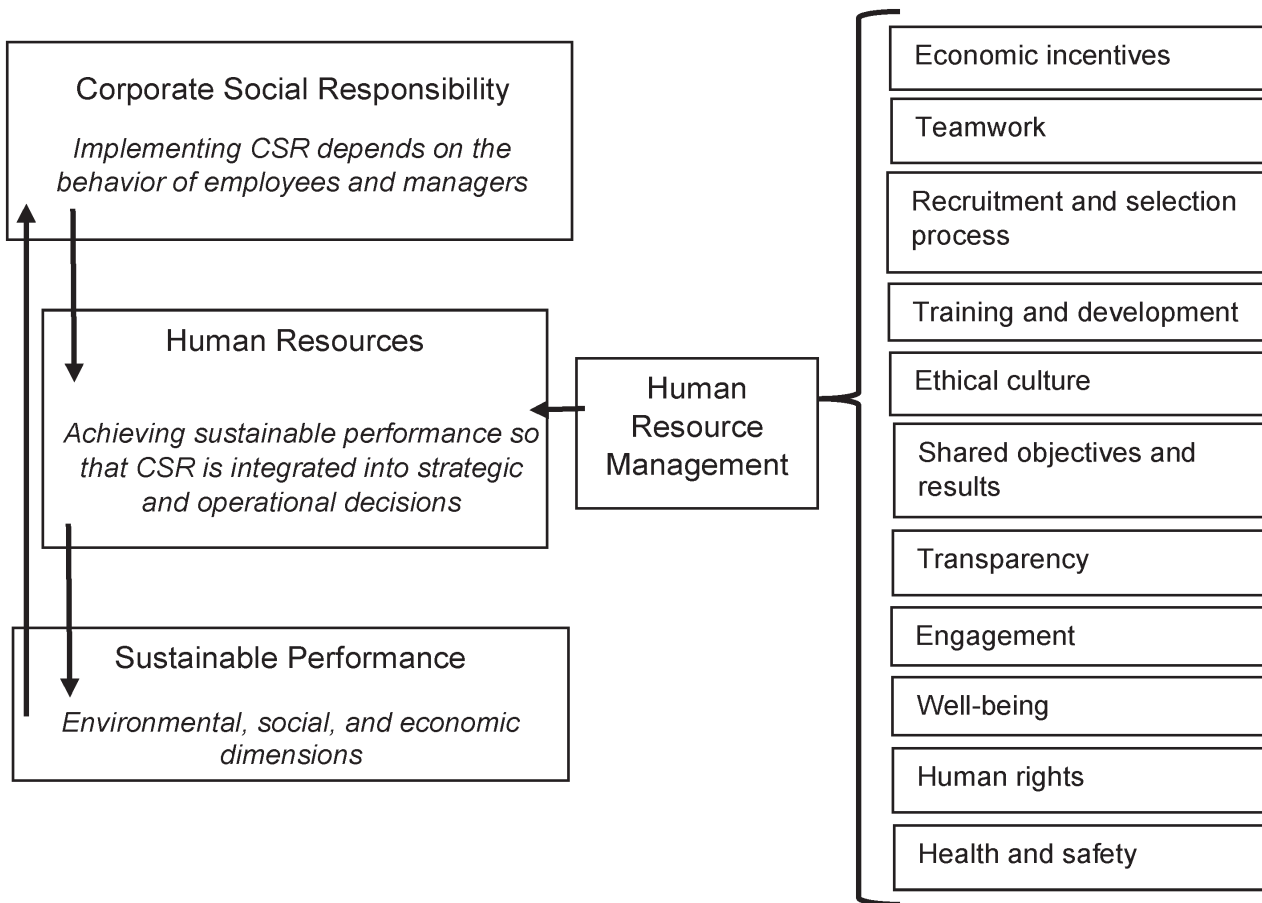 Corporate Social Responsibility
Implementing CSR depends on the
behavior of employees and managers
Human Resources
Achieving sustainable performance so
that CSR is integrated into strategic
and operational decisions
Sustainable Performance
Environmental, social, and economic
dimensions
Human
Resource
Management
Economic incentives
Teamwork
Recruitment and selection
process
Training and development
Ethical culture
Shared objectives and
results
Transparency
Engagement
Well-being
Human rights
Health and safety